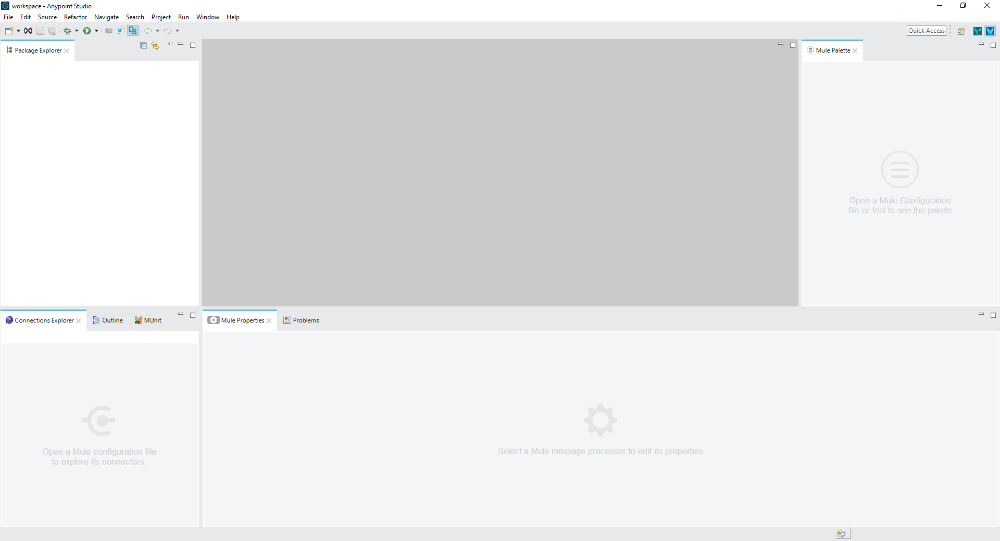 workspace - Anypoint Studio
File Edit Source Refactor Navigate Search Project Run Window Help
Quick Access
Package Explorer
Mule Palette
Open a Mule Configuration
file or test to see the palette
Connections Explorer Outline MUnit
Mule Properties Problems
Open a Mule configuration file
to explore its connectors.
Select a Mule message processor to edit its properties